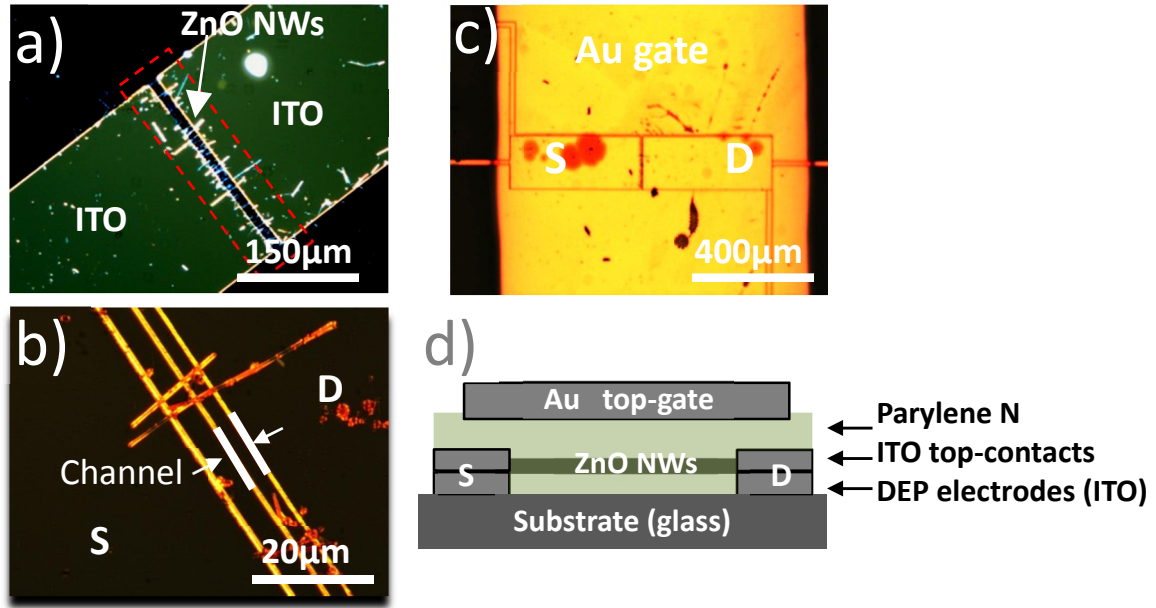 a)
ZnO NWs
ITO
ITO
150µm
b)
D
Channel
S
20µm
c)
Au gate
S
D
400µm
d)
Au top-gate
Parylene N
ITO top-contacts
ZnO NWs
S
D
DEP electrodes (ITO)
Substrate (glass)